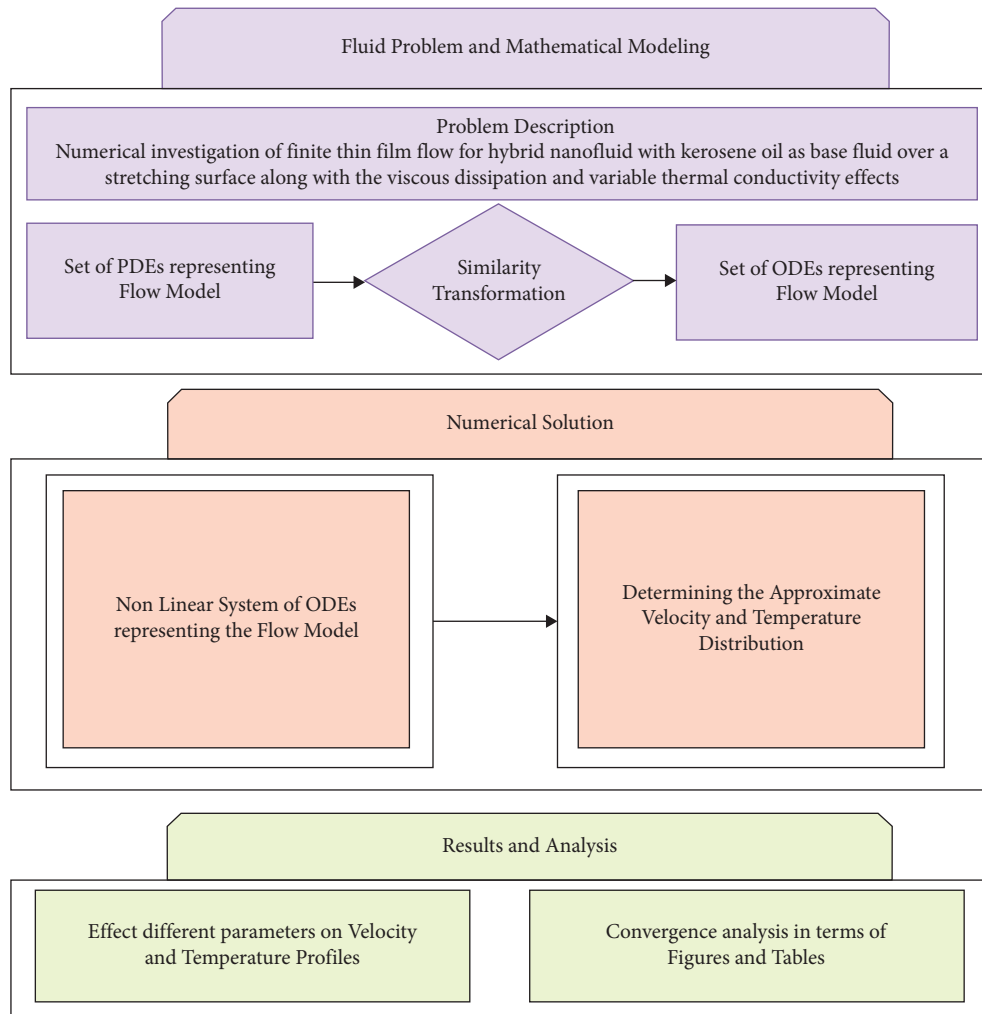 Fluid Problem and Mathematical Modeling
Problem Description
Numerical investigation of finite thin film flow for hybrid nanofluid with kerosene oil as base fluid over a
stretching surface along with the viscous dissipation and variable thermal conductivity effects
Set of PDEs representing
Flow Model
Similarity
Transformation
Set of ODEs representing
Flow Model
Numerical Solution
Non Linear System of ODEs
representing the Flow Model
Determining the Approximate
Velocity and Temperature
Distribution
Results and Analysis
Effect different parameters on Velocity
and Temperature Profiles
Convergence analysis in terms of
Figures and Tables